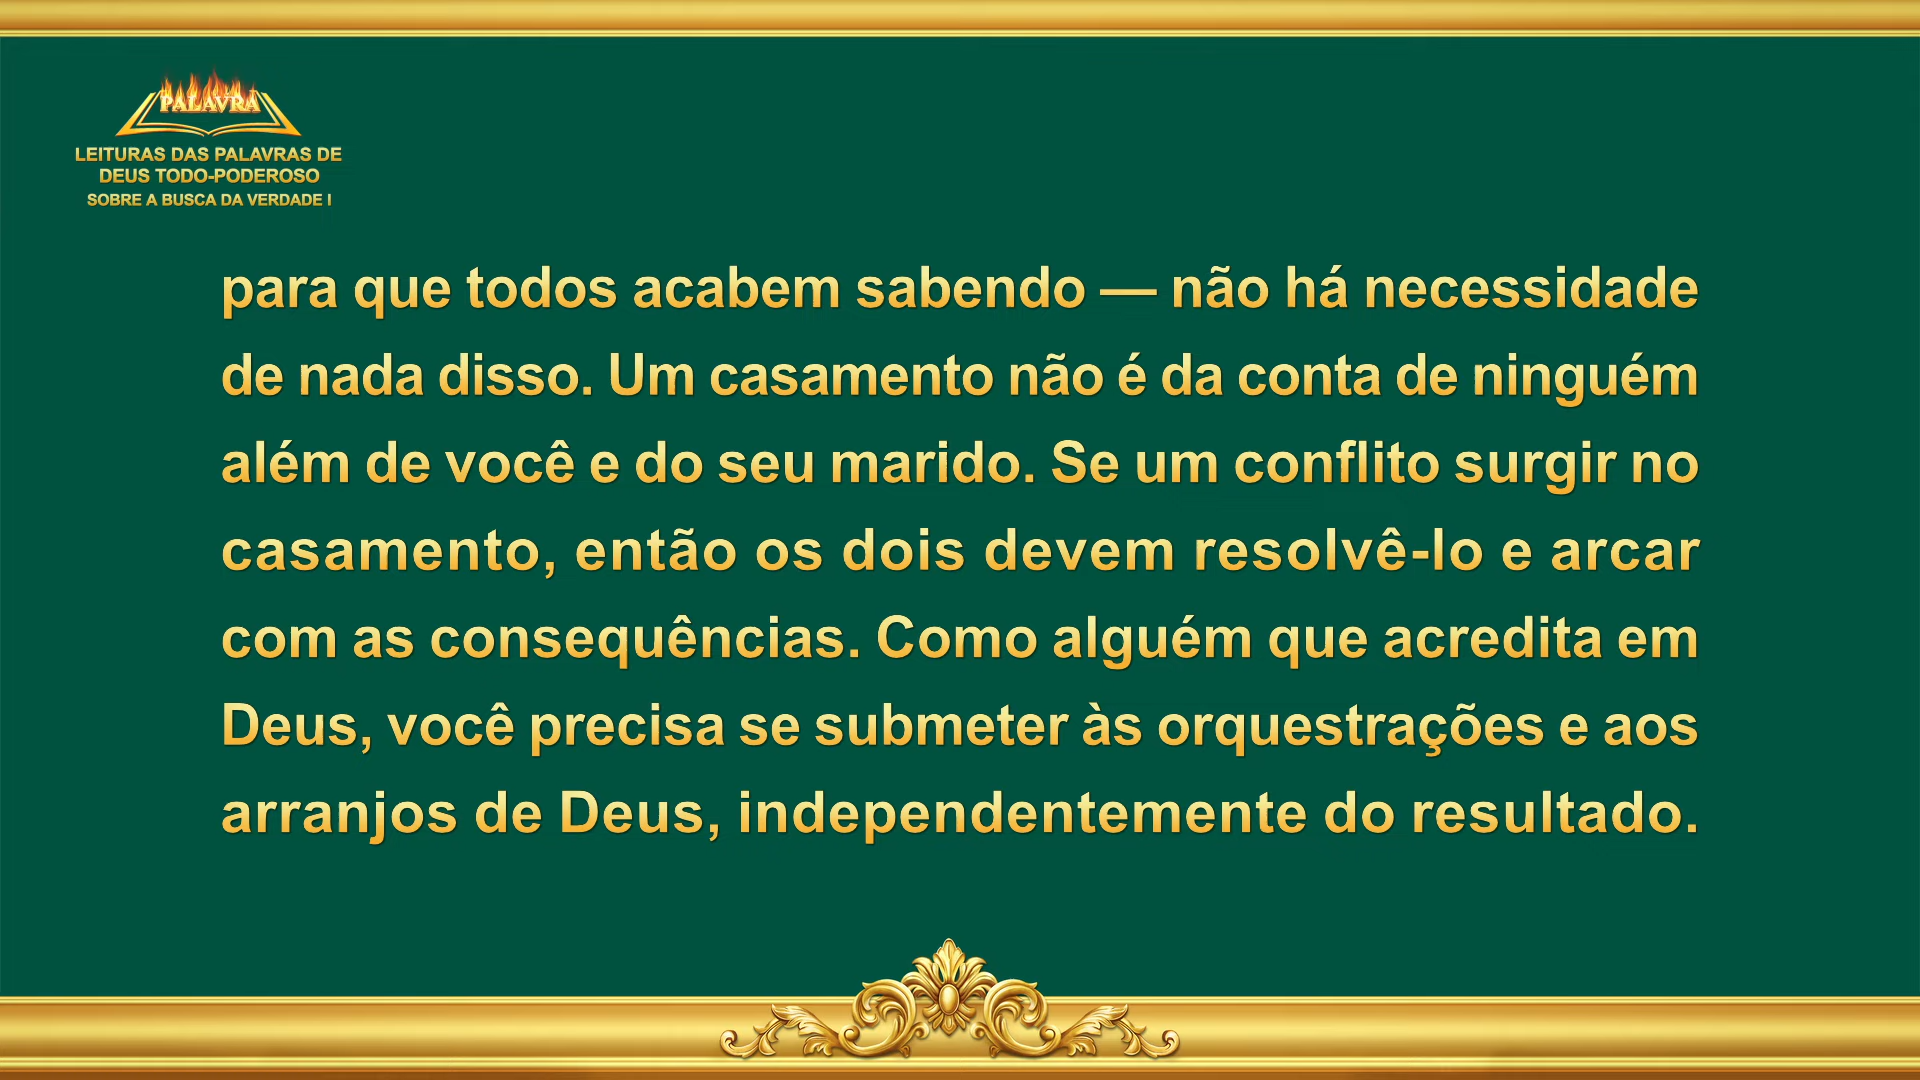 PALAVRA
LEITURAS DAS PALAVRAS DE
DEUS TODO-PODEROSO
SOBRE A BUSCA DA VERDADE I
para que todos acabem sabendo — não há necessidade
de nada disso. Um casamento não é da conta de ninguém
além de você e do seu marido. Se um conflito surgir no
casamento, então os dois devem resolvê-lo e arcar
com as consequências. Como alguém que acredita em
Deus, você precisa se submeter às orquestrações e aos
arranjos de Deus, independentemente do resultado.